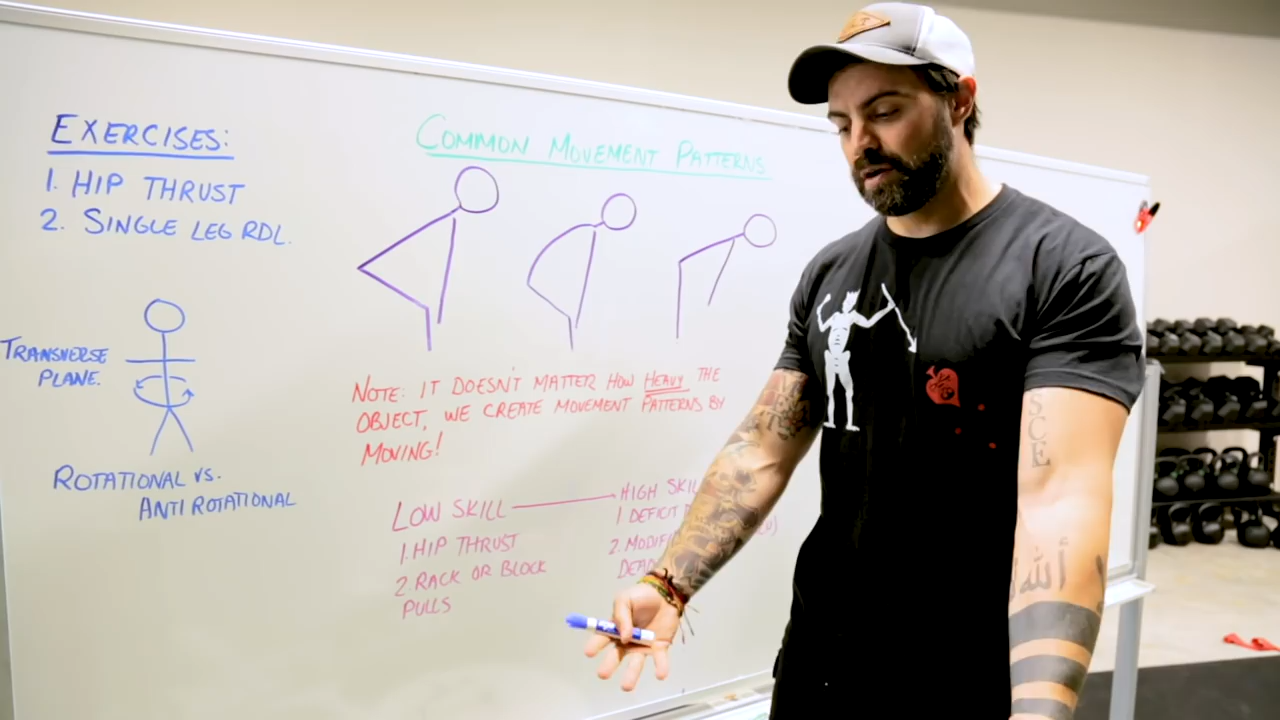 EXERCISES:
1. HIP THRUST
2. SINGLE LEG RDL.
TRANSVERSE
PLANE.
ROTATIONAL VS.
ANTI ROTATIONAL
COMMON MOVEMENT PATTERNS
NOTE: IT DOESN'T MATTER HOW HEAVY THE
OBJECT, WE CREATE MOVEMENT PATTERNS BY
MOVING!
LOW SKILL
1. HIP THRUST
2. RACK OR BLOCK
PULLS
HIGH
1 DEFICIT
2.
SCE